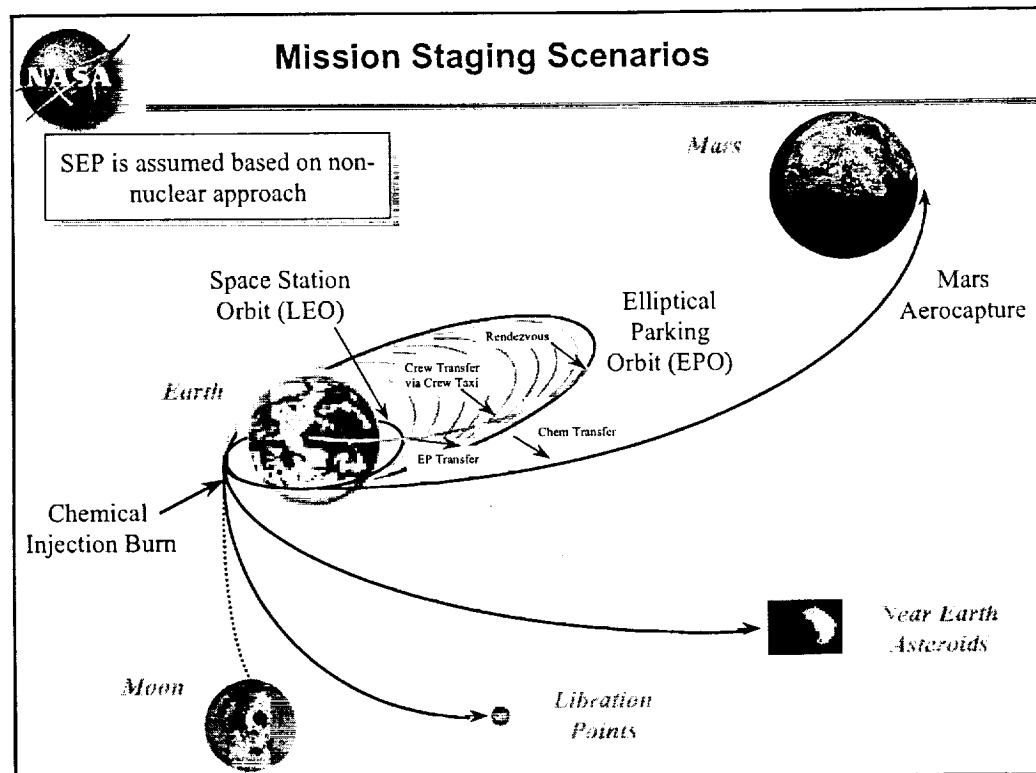 NASA
Mission Staging Scenarios
SEP is assumed based on non-
nuclear approach
Mars
Space Station
Orbit (LEO)
Elliptical
Parking
Orbit (EPO)
Mars
Aerocapture
Rendezvous
Crew Transfer
via Crew Taxi
Earth
Chem Transfer
EP Transfer
Chemical
Injection Burn
Near Earth
Asteroids
Moon
Libration
Points